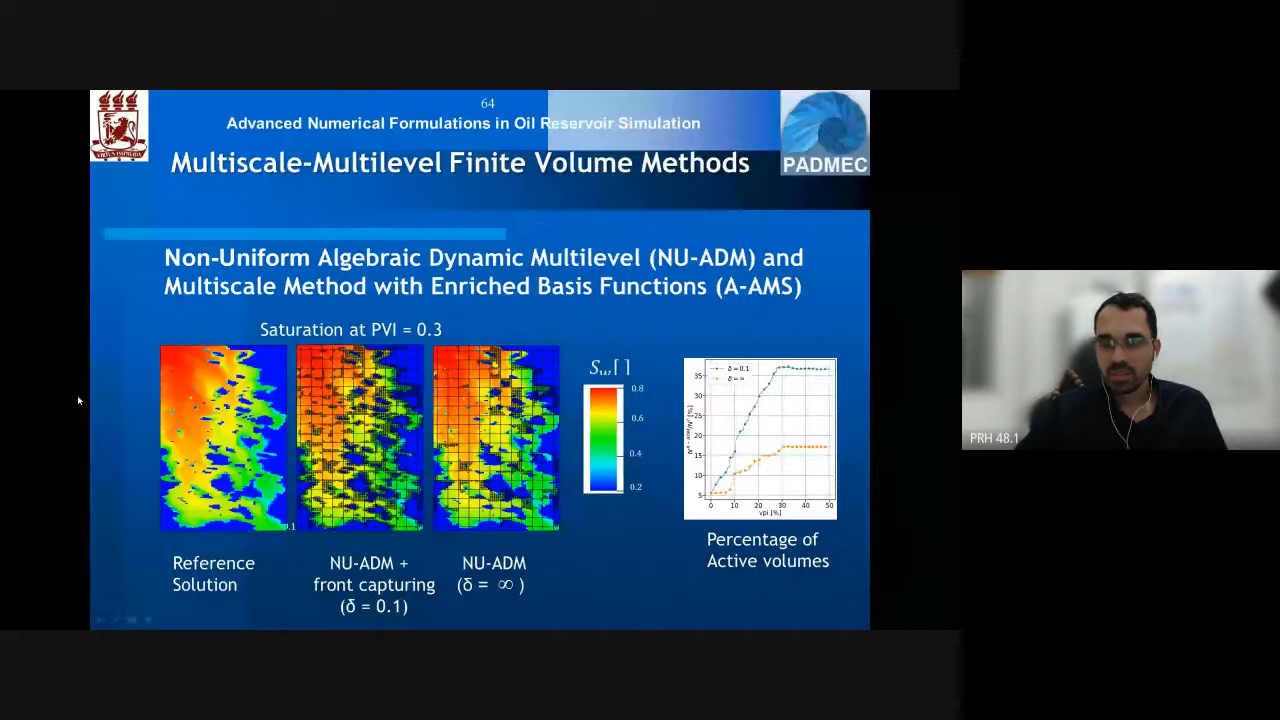 64
Advanced Numerical Formulations in Oil Reservoir Simulation
Multiscale-Multilevel Finite Volume Methods
PADMEC
Non-Uniform Algebraic Dynamic Multilevel (NU-ADM) and
Multiscale Method with Enriched Basis Functions (A-AMS)
Saturation at PVI = 0.3
0.8
0.6
0.4
0.2
δ = 0.1
δ = ∞
35
30
25
20
15
10
5
0 10 20 30 40 50
vpi [%]
Reference
Solution
NU-ADM +
front capturing
(δ = 0.1)
NU-ADM
(δ = ∞ )
Percentage of
Active volumes
PRH 48.1